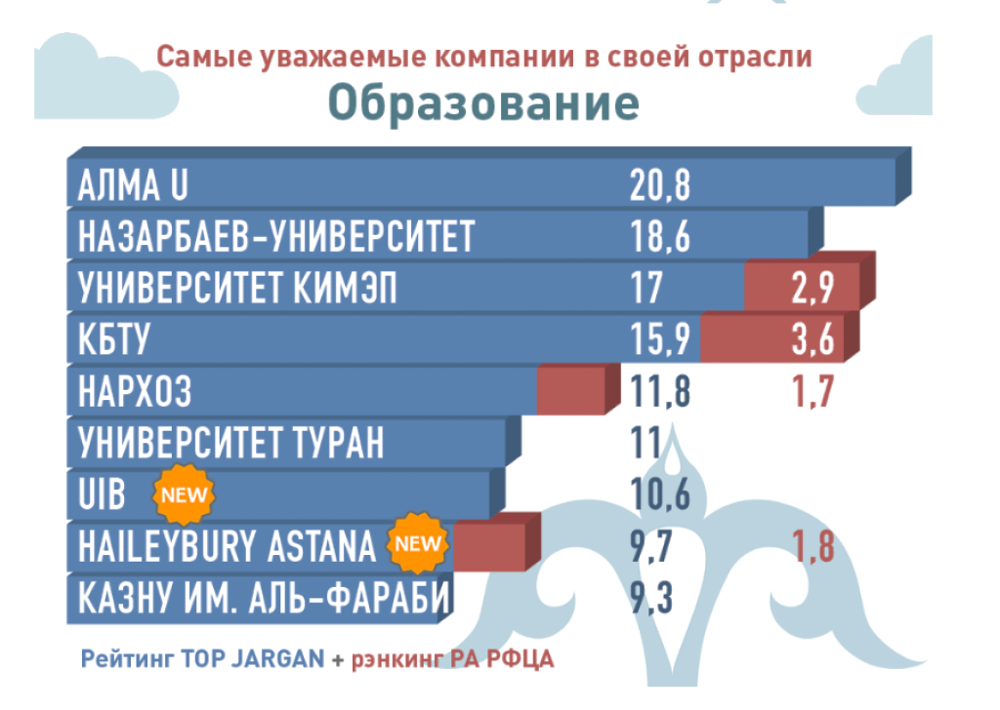 Самые уважаемые компании в своей отрасли
Образование
АЛМА U 20,8
НАЗАРБАЕВ-УНИВЕРСИТЕТ 18,6
УНИВЕРСИТЕТ КИМЭП 17 2,9
КБТУ 15,9 3,6
НАРХОЗ 11,8 1,7
УНИВЕРСИТЕТ ТУРАН 11
UIB NEW 10,6
HAILEYBURY ASTANA NEW 9,7 1,8
КАЗНУ ИМ. АЛЬ-ФАРАБИ 9,3
Рейтинг TOP JARGAN + рэнкинг РА РФЦА